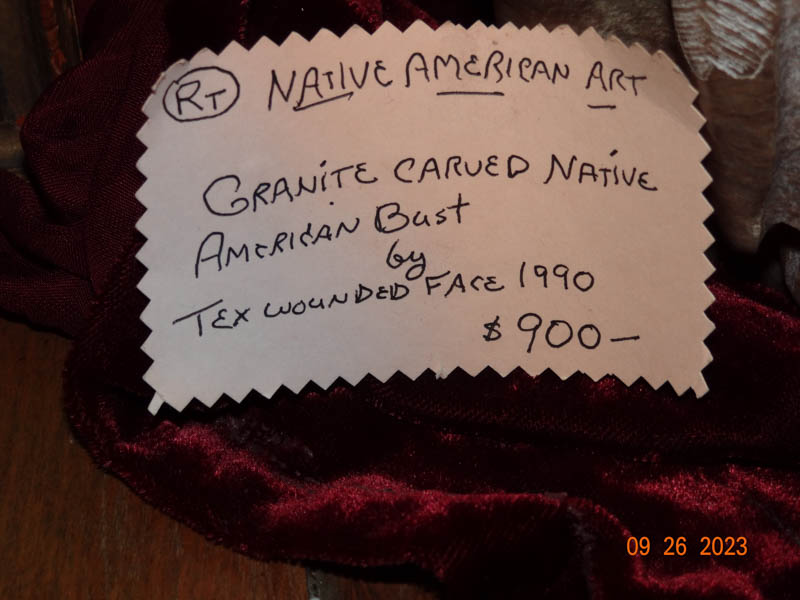 RT NATIVE AMERICAN ART
GRANITE CARVED NATIVE
AMERICAN BUST
by
TEX WOUNDED FACE 1990
$900—
09 26 2023